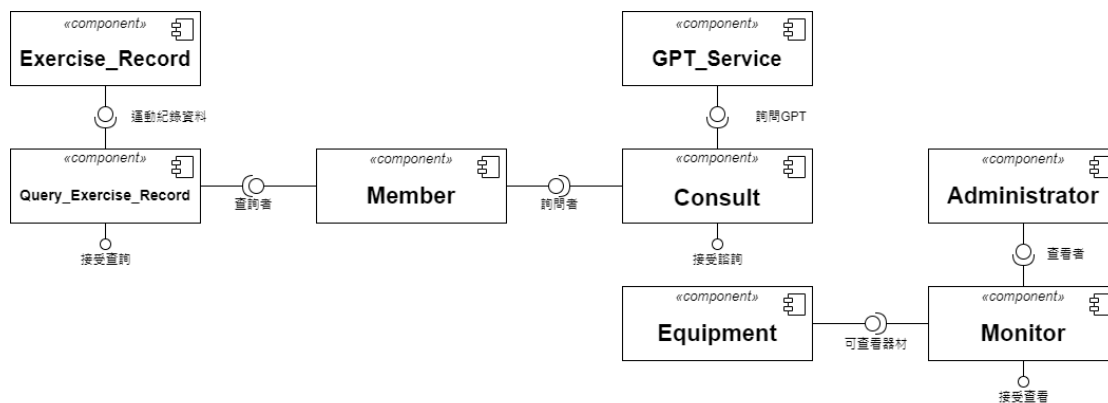 «component»
Exercise_Record
«component»
GPT_Service
運動紀錄資料
詢問GPT
«component»
Query_Exercise_Record
«component»
Member
«component»
Consult
«component»
Administrator
查詢者
詢問者
接受查詢
接受諮詢
查看者
«component»
Equipment
«component»
Monitor
可查看器材
接受查看